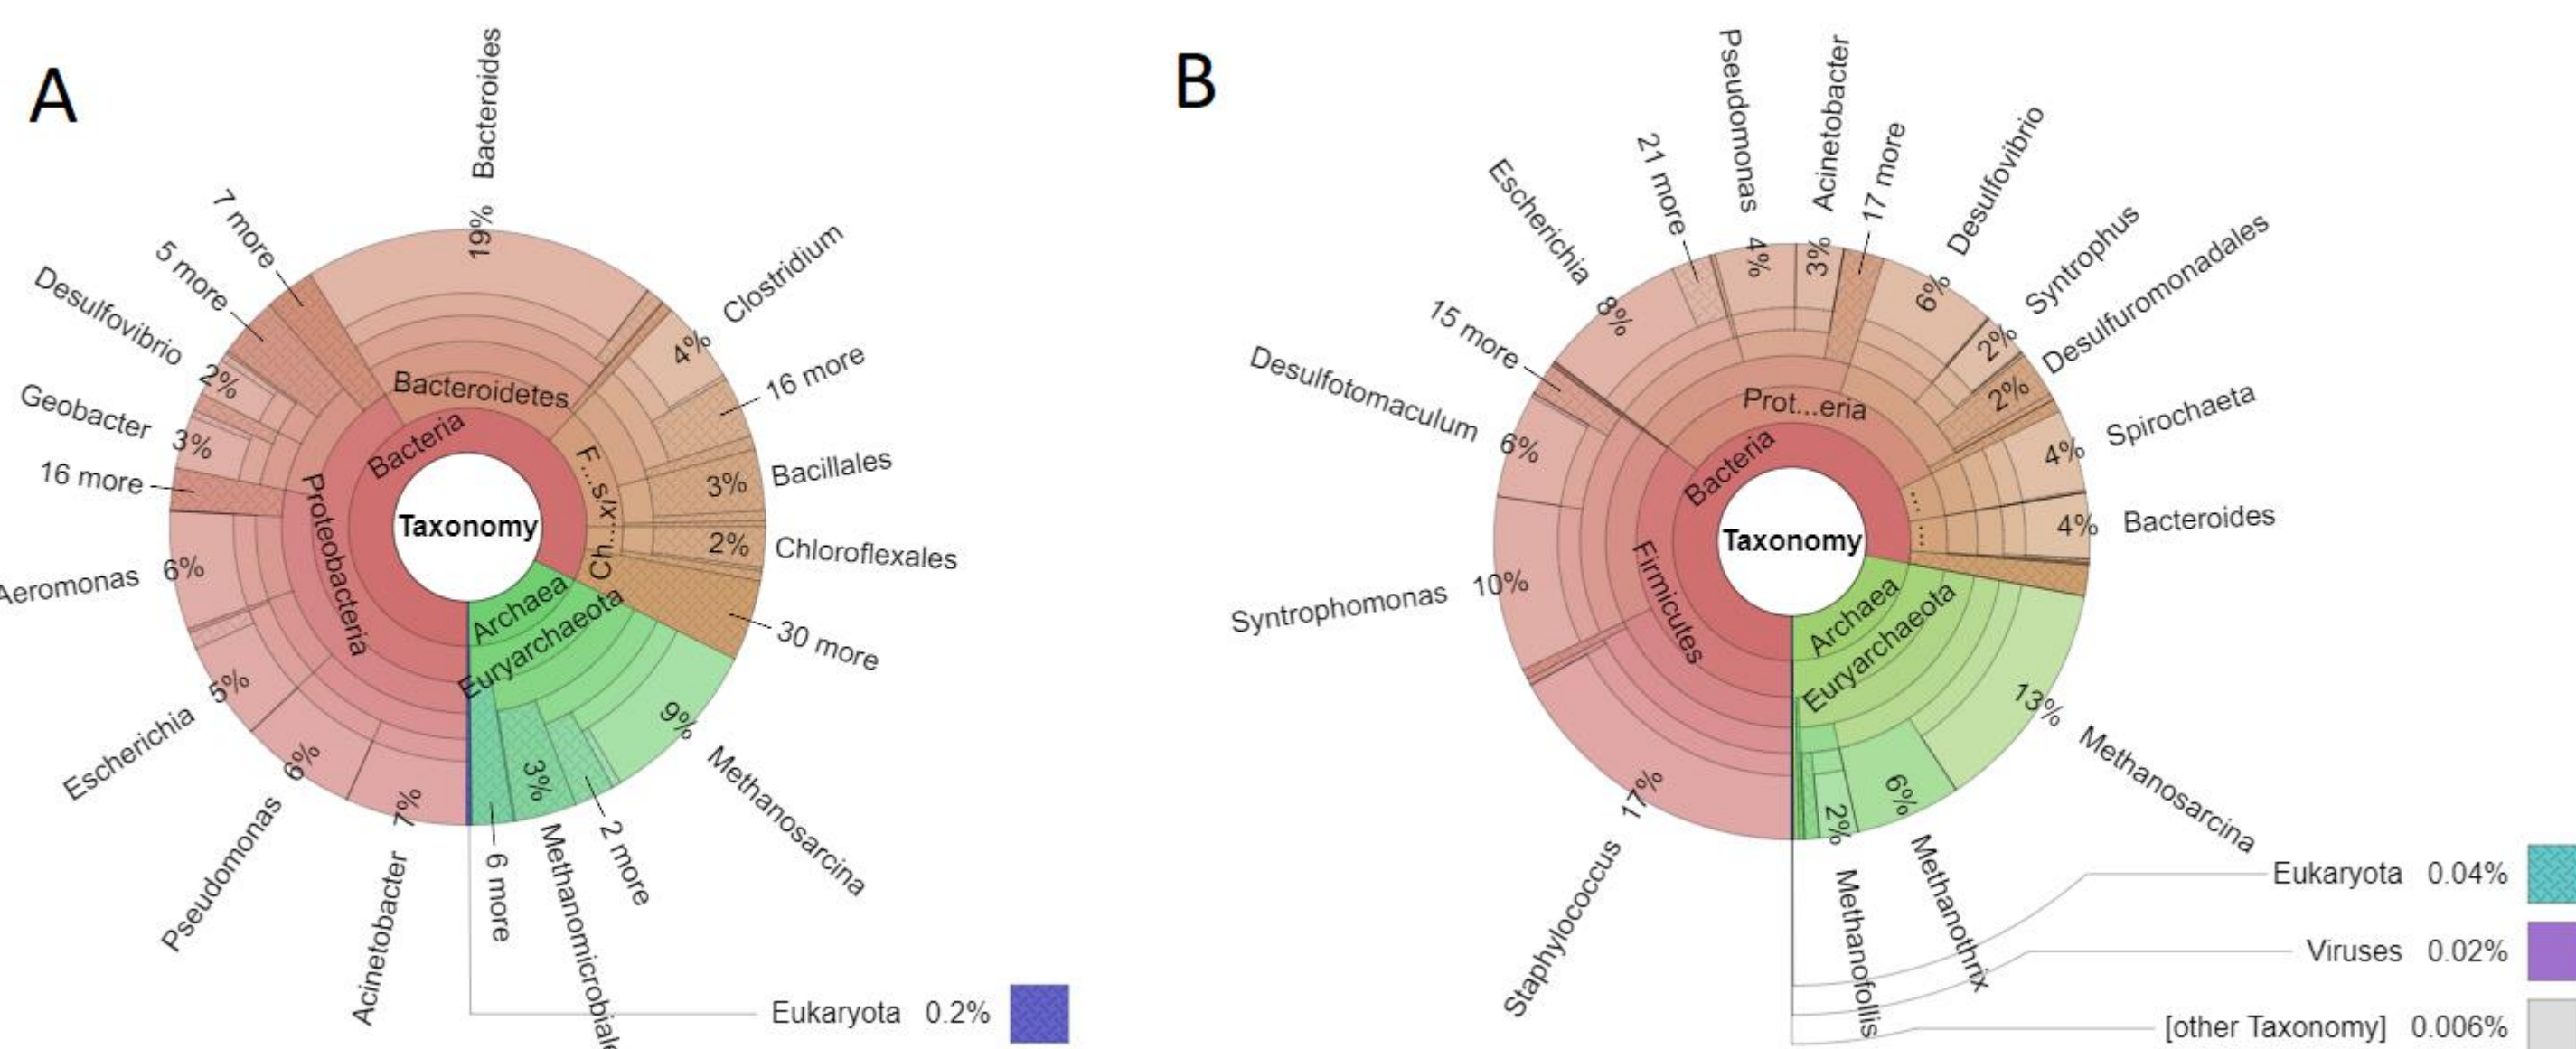 A
Bacteroides
19%
7 more
5 more
Desulfovibrio
2%
Geobacter
3%
16 more
Aeromonas
6%
Escherichia
5%
Pseudomonas
6%
Acinetobacter
7%
Clostridium
4%
16 more
Bacillales
3%
Chloroflexales
2%
30 more
Methanosarcina
9%
2 more
Methanomicrobiale
3%
6 more
Bacteroidetes
Bacteria
F...s/x
Ch...
Proteobacteria
Taxonomy
Archaea
Euryarchaeota
Eukaryota 0.2%
B
Pseudomonas
4%
Acinetobacter
3%
17 more
21 more
Escherichia
8%
15 more
Desulfotomaculum
6%
Syntrophomonas 10%
Staphylococcus
17%
Desulfovibrio
6%
Syntrophus
2%
Desulfuromonadales
2%
Spirochaeta
4%
Bacteroides
4%
Methanosarcina
13%
Methanothrix
6%
Methanofollis
2%
Prot...eria
Bacteria
...
...
Firmicutes
Taxonomy
Archaea
Euryarchaeota
Eukaryota 0.04%
Viruses 0.02%
[other Taxonomy] 0.006%